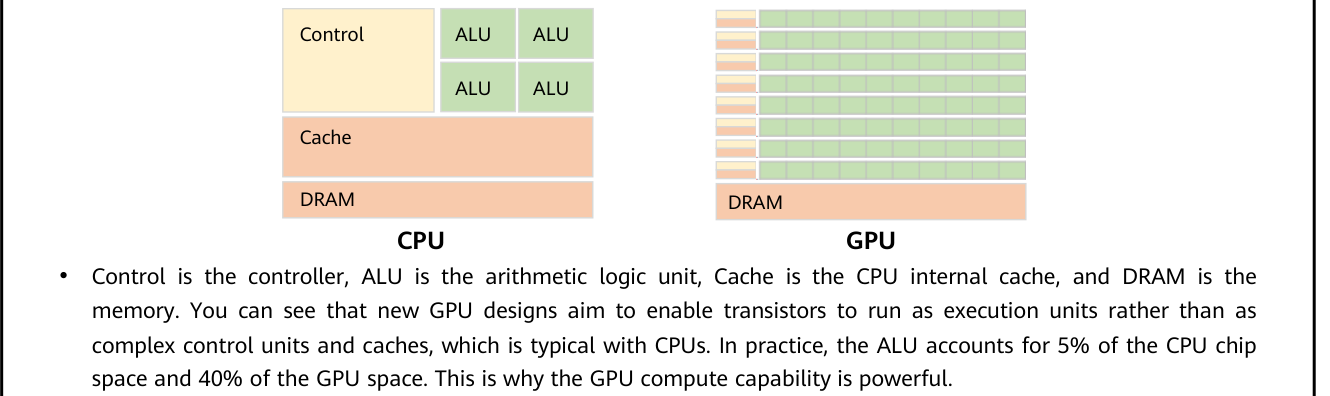 Control
ALU
ALU
ALU
ALU
Cache
DRAM
CPU
DRAM
GPU
• Control is the controller, ALU is the arithmetic logic unit, Cache is the CPU internal cache, and DRAM is the
memory. You can see that new GPU designs aim to enable transistors to run as execution units rather than as
complex control units and caches, which is typical with CPUs. In practice, the ALU accounts for 5% of the CPU chip
space and 40% of the GPU space. This is why the GPU compute capability is powerful.